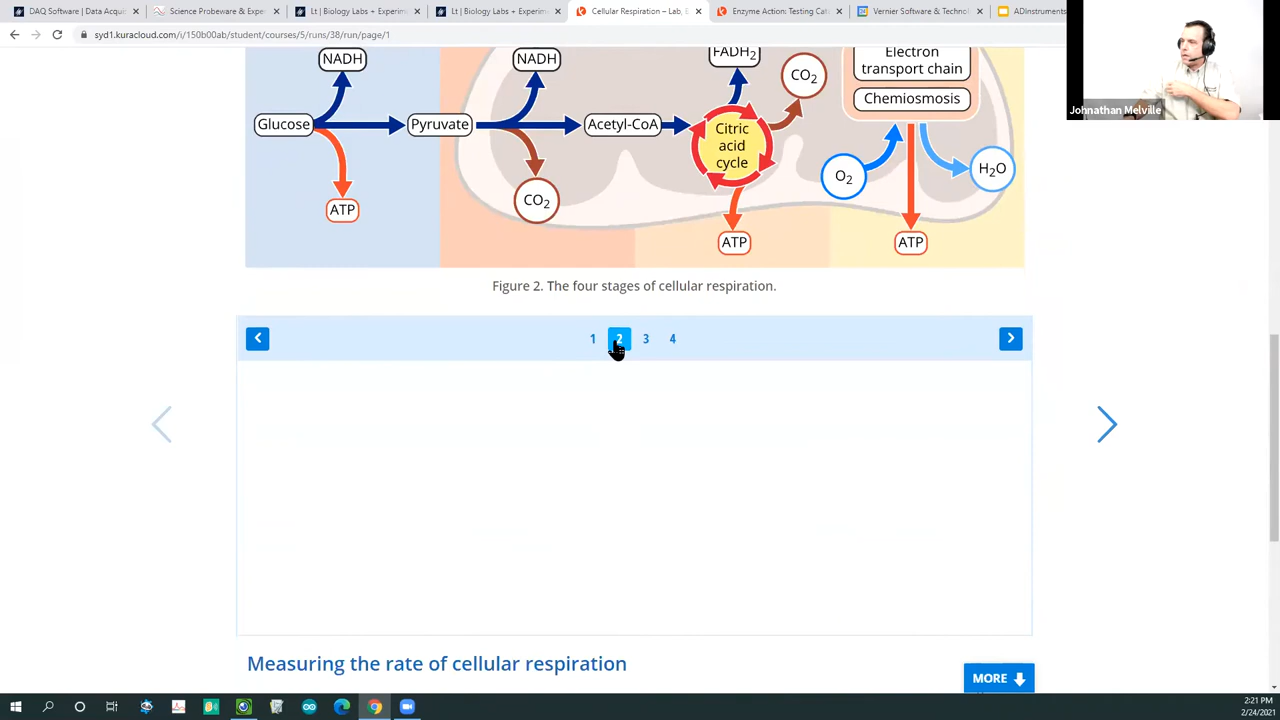 DAQ Software | Data Acquis
Science Probeware & Expe
Lt | Biology Labs + Experim
Lt | Biology Labs + Experim
Cellular Respiration – Lab, E
Enzyme Action: Testing Cata
Vernier Software & Technol
ADInstruments
syd1.kuracloud.com/i/150b00ab/student/courses/5/runs/38/run/page/1
Johnathan Melville
NADH
NADH
FADH2
CO2
Electron
transport chain
Chemiosmosis
Glucose
Pyruvate
Acetyl-CoA
Citric
acid
cycle
O2
H2O
CO2
ATP
ATP
ATP
Figure 2. The four stages of cellular respiration.
1 2 3 4
Measuring the rate of cellular respiration
MORE
2:21 PM
2/24/2021